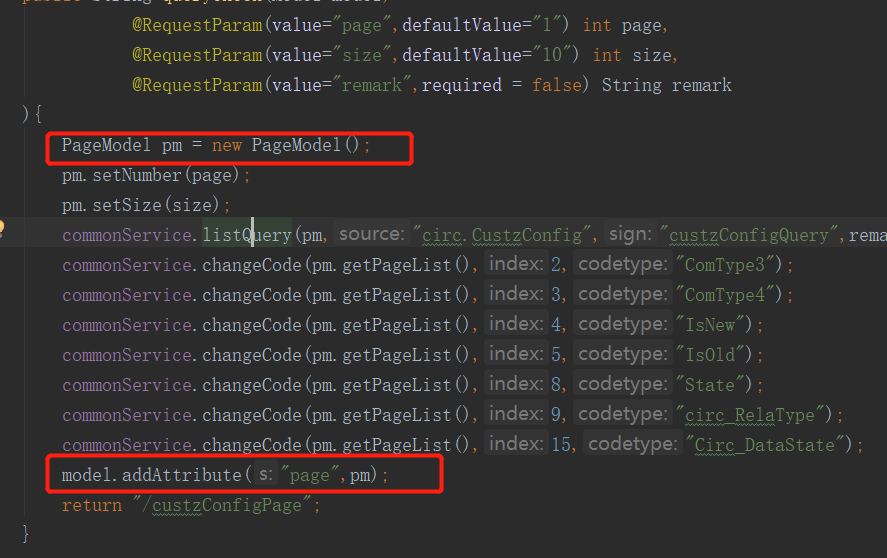 @RequestParam(value="page",defaultValue="1") int page,
@RequestParam(value="size",defaultValue="10") int size,
@RequestParam(value="remark",required = false) String remark
){
PageModel pm = new PageModel();
pm.setNumber(page);
pm.setSize(size);
commonService.listQuery(pm, source: "circ.CustzConfig", sign: "custzConfigQuery",rema
commonService.changeCode(pm.getPageList(), index: 2, codetype: "ComType3");
commonService.changeCode(pm.getPageList(), index: 3, codetype: "ComType4");
commonService.changeCode(pm.getPageList(), index: 4, codetype: "IsNew");
commonService.changeCode(pm.getPageList(), index: 5, codetype: "IsOld");
commonService.changeCode(pm.getPageList(), index: 8, codetype: "State");
commonService.changeCode(pm.getPageList(), index: 9, codetype: "circ_RelaType");
commonService.changeCode(pm.getPageList(), index: 15, codetype: "Circ_DataState");
model.addAttribute( s: "page",pm);
return "/custzConfigPage";
}